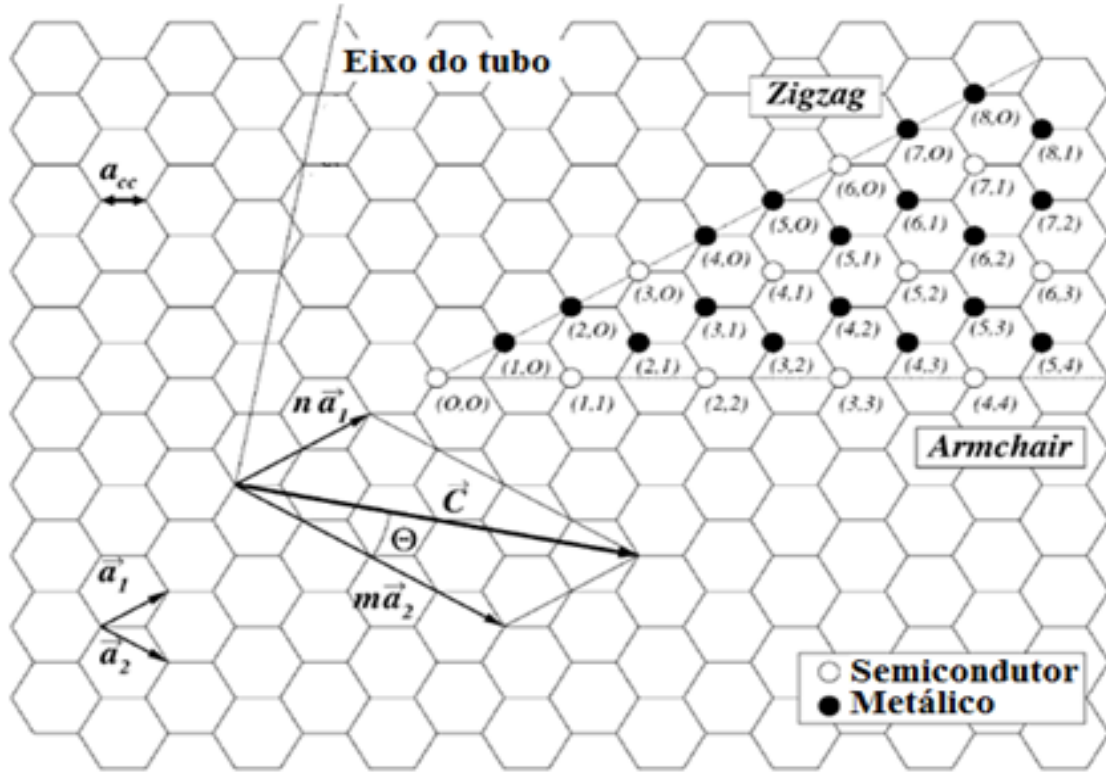 Eixo do tubo
Zigzag
(8,O)
(7,O)
(8,1)
a_cc
(6,O)
(7,1)
(5,O)
(6,1)
(7,2)
(4,O)
(5,1)
(6,2)
(3,O)
(4,1)
(5,2)
(6,3)
(2,O)
(3,1)
(4,2)
(5,3)
(1,O)
(2,1)
(3,2)
(4,3)
(5,4)
(O,O)
(1,1)
(2,2)
(3,3)
(4,4)
n a⃗₁
Armchair
C⃗
Θ
a⃗₁
m a⃗₂
a⃗₂
Semicondutor
Metálico